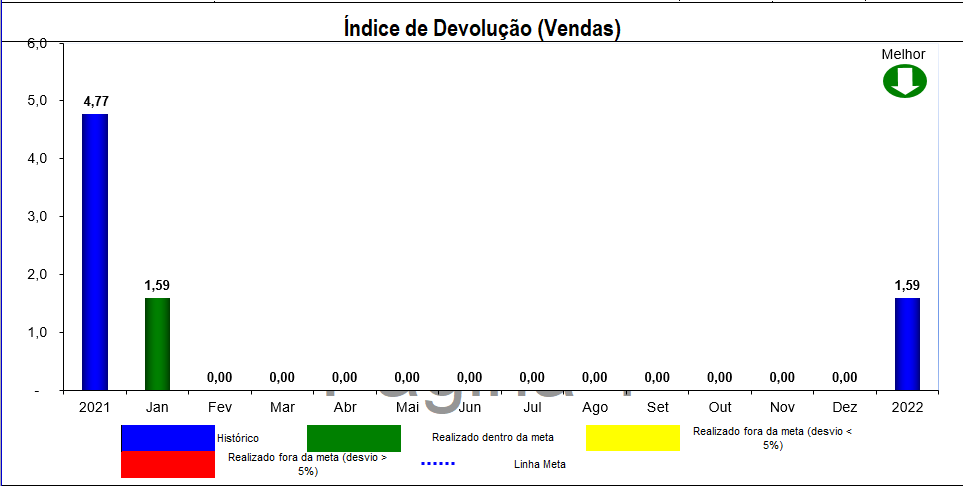 Índice de Devolução (Vendas)
6,0
Melhor
5,0
4,77
4,0
3,0
2,0
1,59
1,59
1,0
0,00 0,00 0,00 0,00 0,00 0,00 0,00 0,00 0,00 0,00 0,00
-
2021 Jan Fev Mar Abr Mai Jun Jul Ago Set Out Nov Dez 2022
Histórico
Realizado dentro da meta
Realizado fora da meta (desvio <
5%)
Realizado fora da meta (desvio >
5%)
Linha Meta